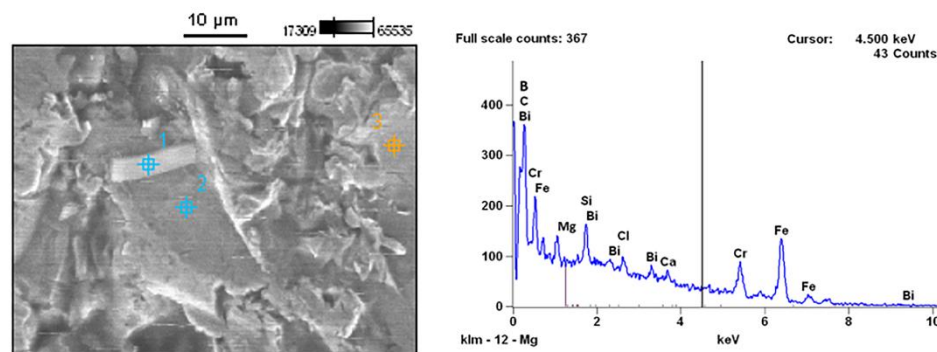 10 µm
17309 65535
1
2
3
Full scale counts: 367
Cursor: 4.500 keV
43 Counts
400
300
200
100
0
B
C
Bi
Cr
Fe
Mg
Si
Bi
Bi
Cl
Bi
Ca
Cr
Fe
Fe
Bi
0 2 4 6 8 10
klm - 12 - Mg keV